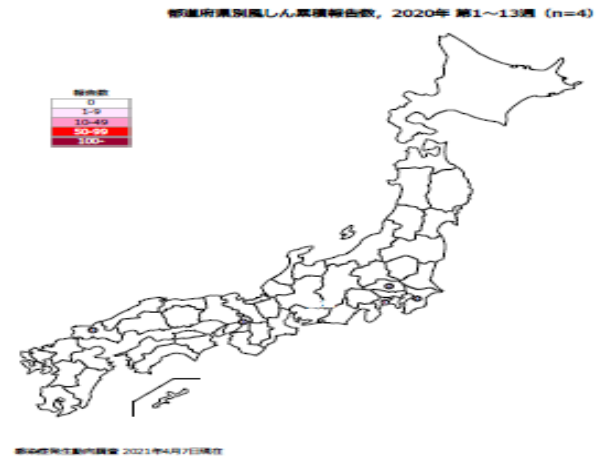 都道府県別風しん累積報告数, 2020年 第1～13週 (n=4)
報告数
0
1-9
10-49
50-99
100-
感染症発生動向調査 2021年4月7日現在